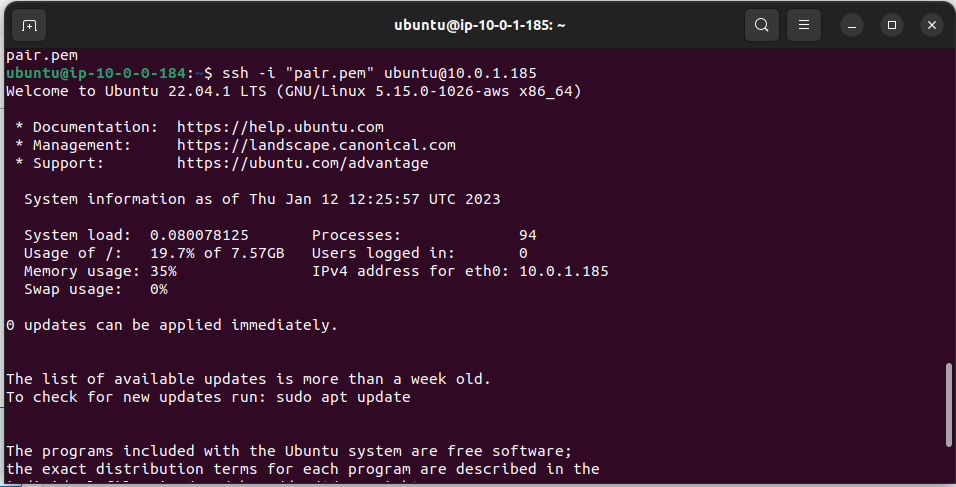 ubuntu@ip-10-0-1-185: ~
pair.pem
ubuntu@ip-10-0-0-184:~$ ssh -i "pair.pem" ubuntu@10.0.1.185
Welcome to Ubuntu 22.04.1 LTS (GNU/Linux 5.15.0-1026-aws x86_64)
* Documentation:  https://help.ubuntu.com
* Management:     https://landscape.canonical.com
* Support:        https://ubuntu.com/advantage
System information as of Thu Jan 12 12:25:57 UTC 2023
System load:  0.080078125       Processes:             94
Usage of /:   19.7% of 7.57GB   Users logged in:       0
Memory usage: 35%               IPv4 address for eth0: 10.0.1.185
Swap usage:   0%
0 updates can be applied immediately.
The list of available updates is more than a week old.
To check for new updates run: sudo apt update
The programs included with the Ubuntu system are free software;
the exact distribution terms for each program are described in the